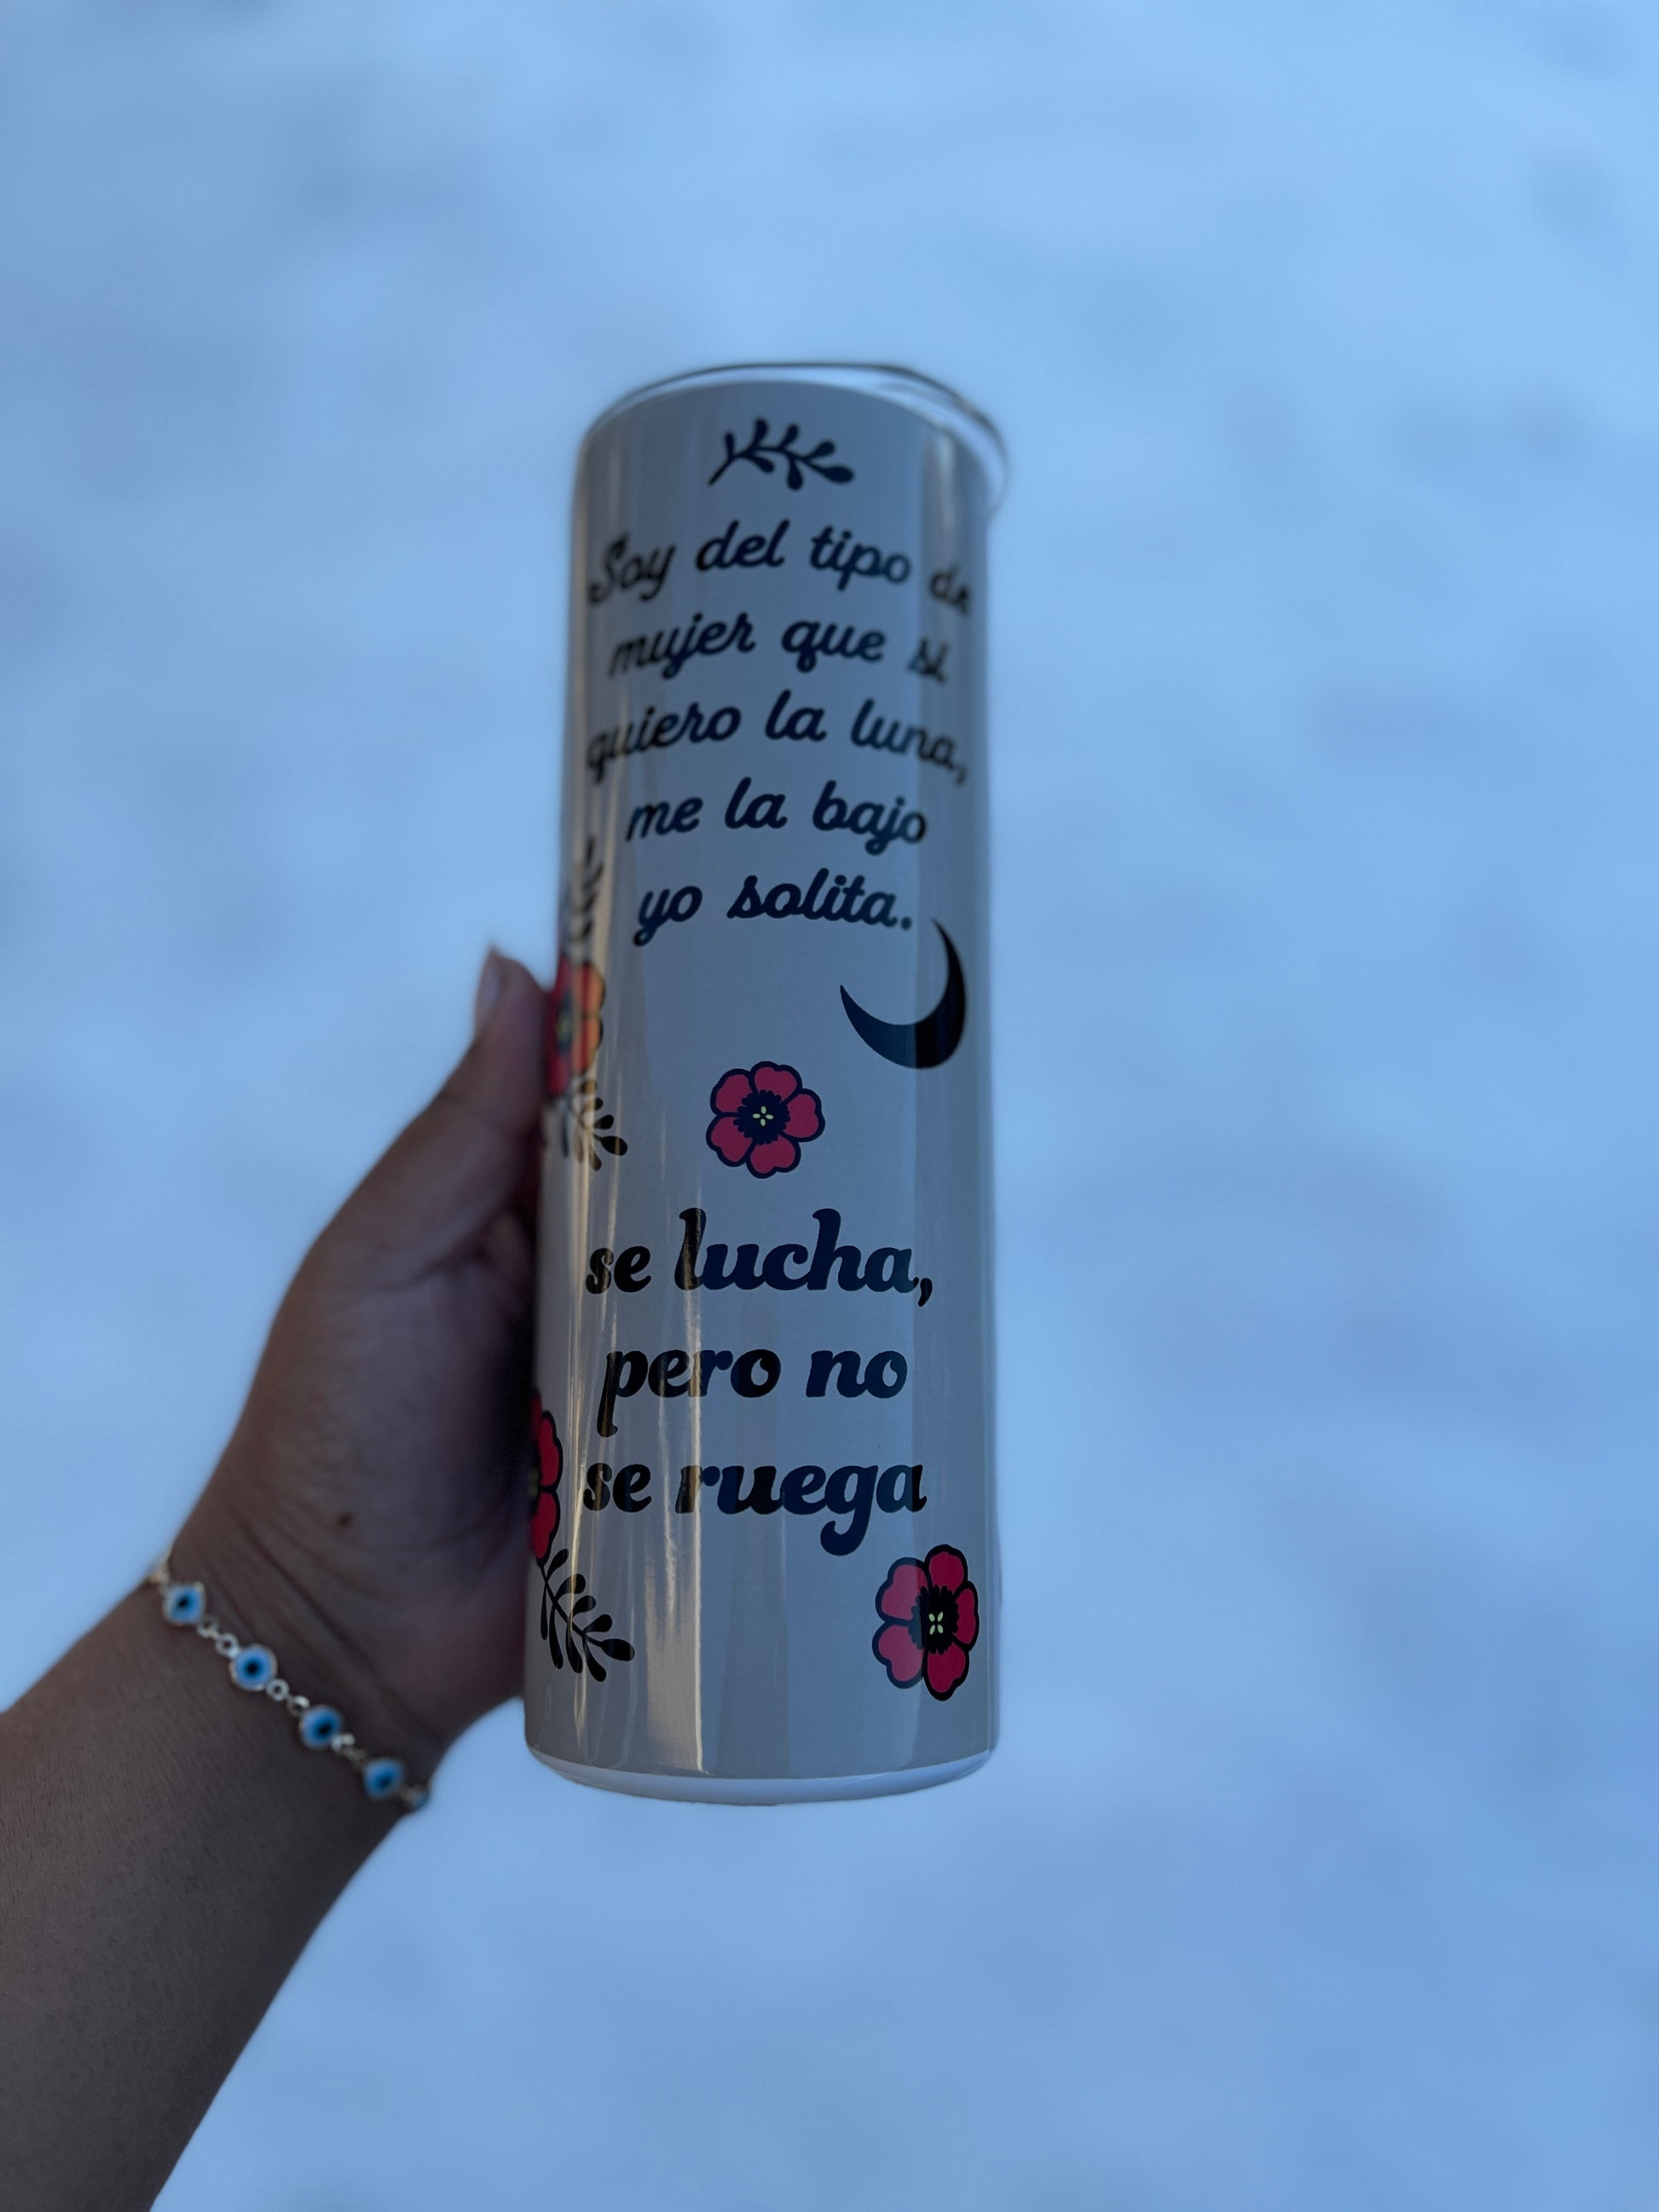 Soy del tipo de
mujer que si
quiero la luna,
me la bajo
yo solita.
se lucha,
pero no
se ruega